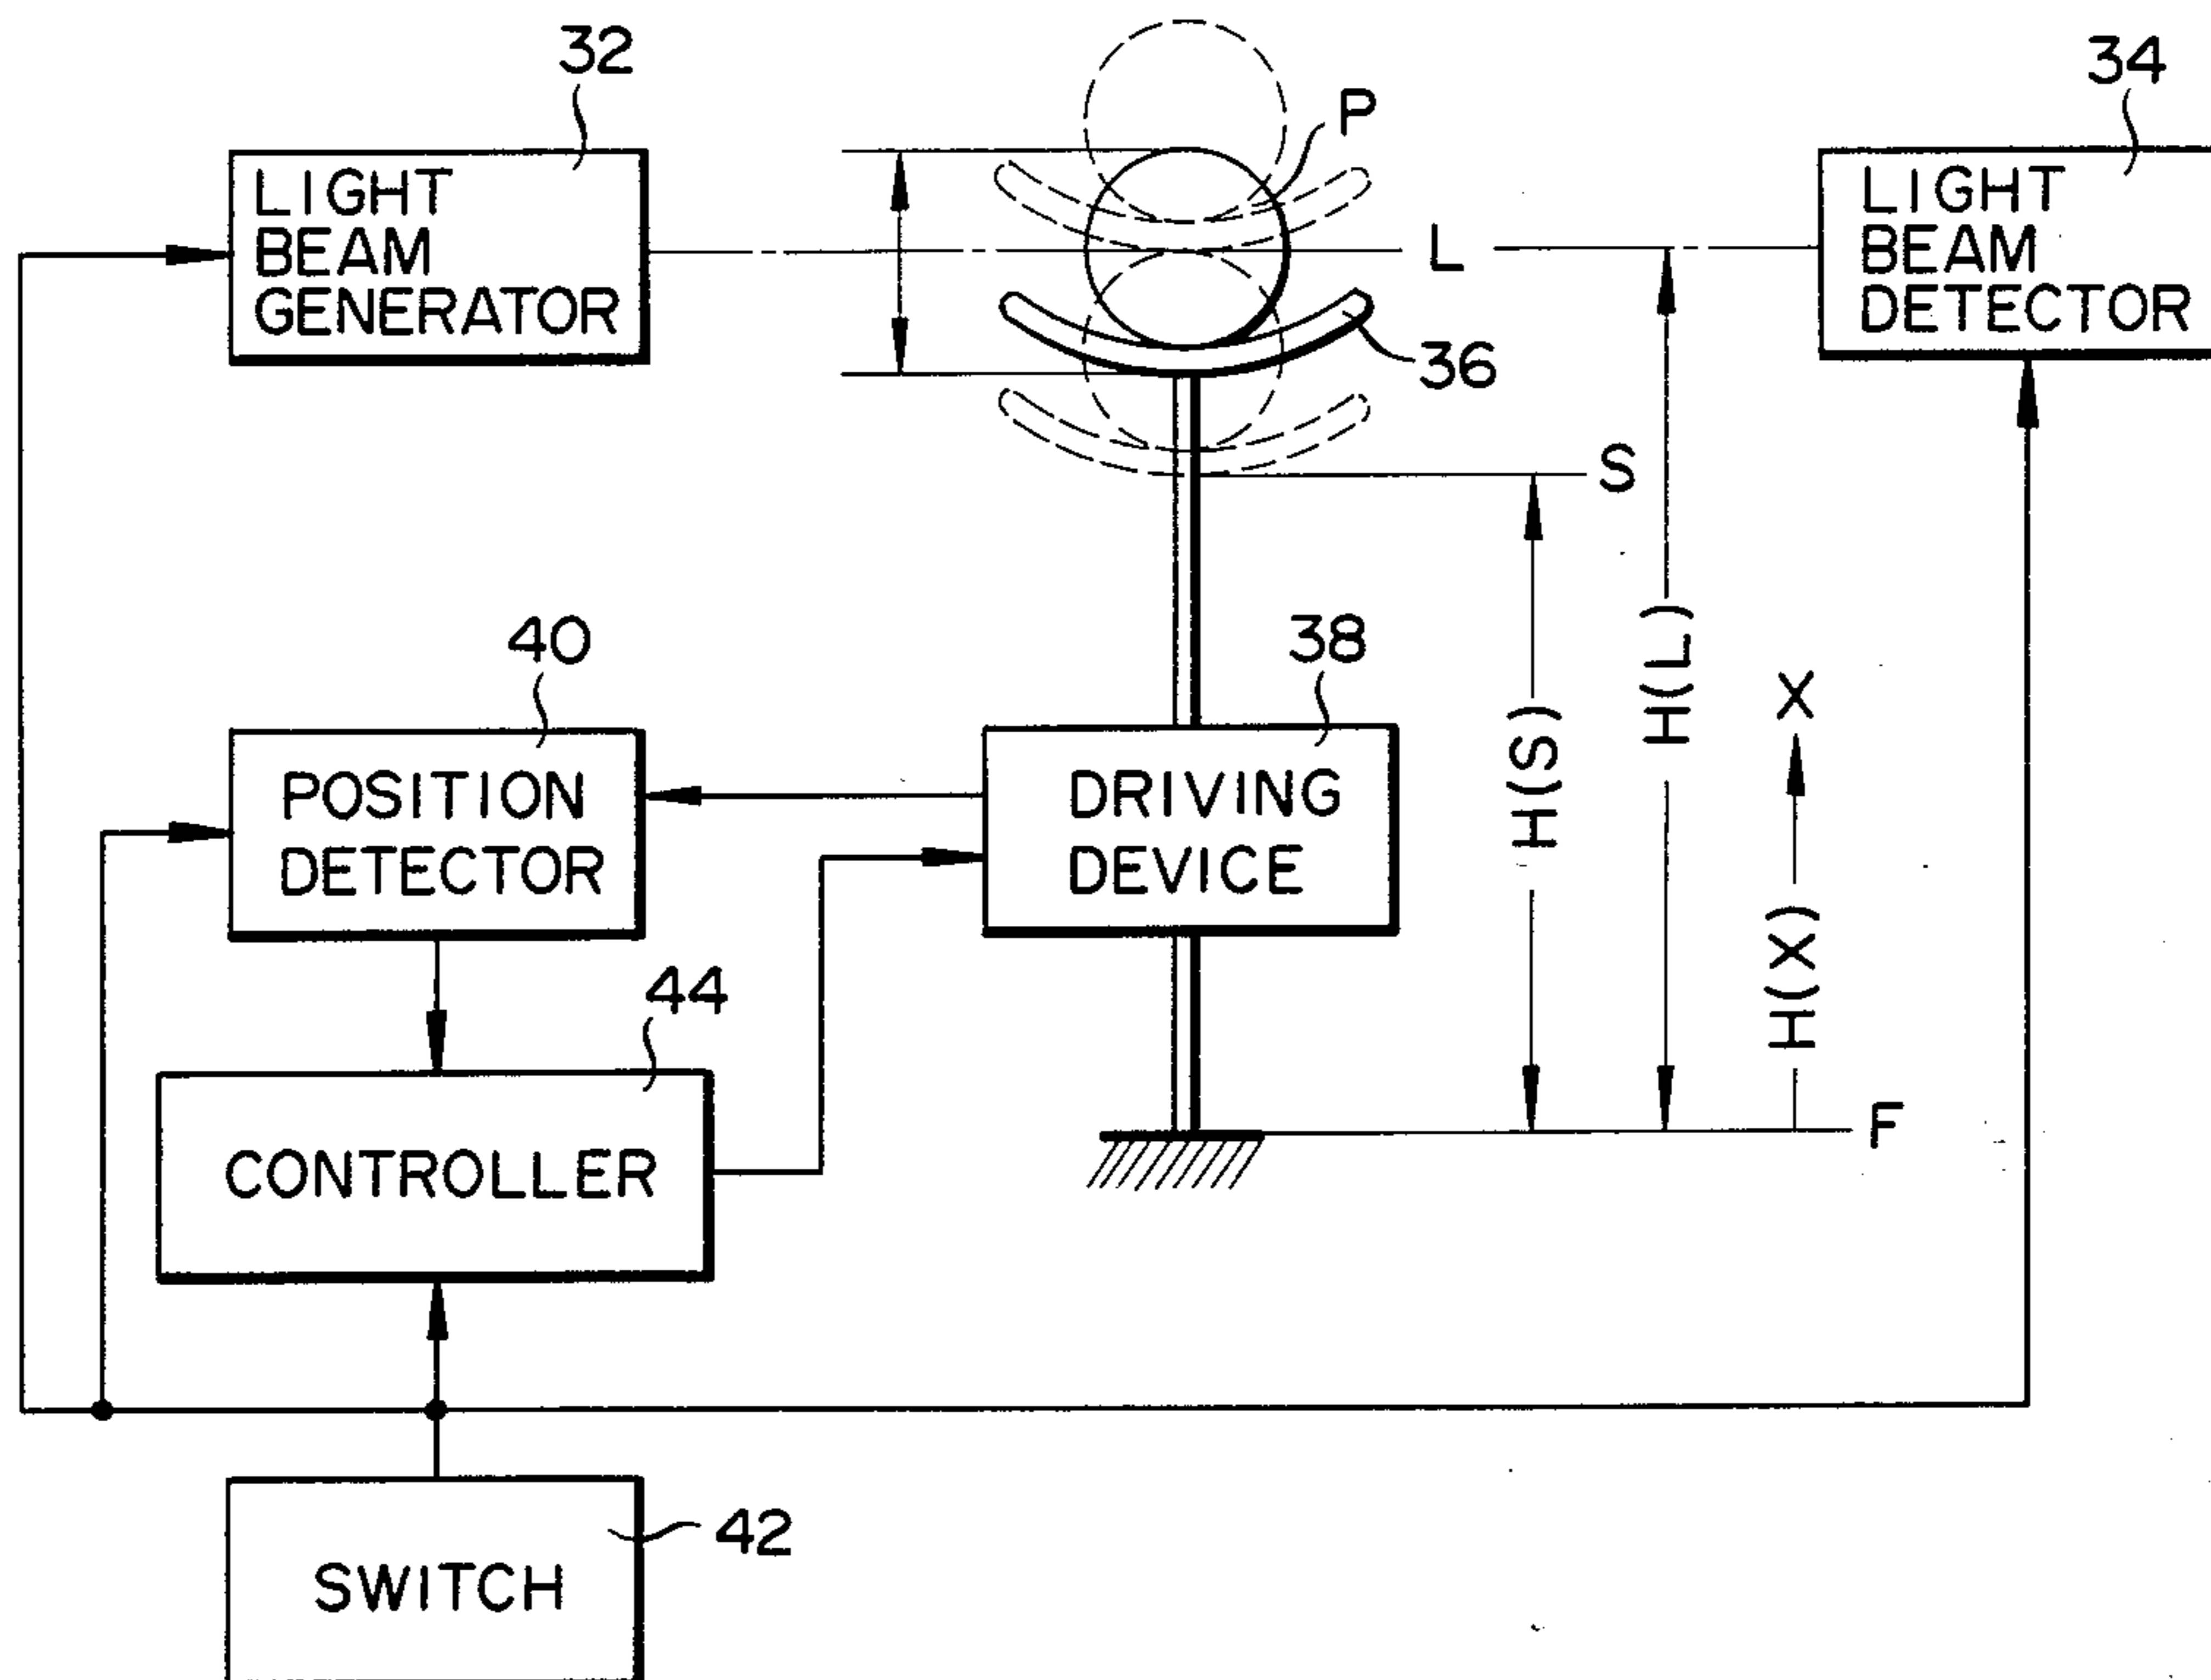 32
34
P
LIGHT
BEAM
GENERATOR
L
LIGHT
BEAM
DETECTOR
36
S
40
38
H(S)
H(L)
X
H(X)
POSITION
DETECTOR
DRIVING
DEVICE
44
F
CONTROLLER
42
SWITCH